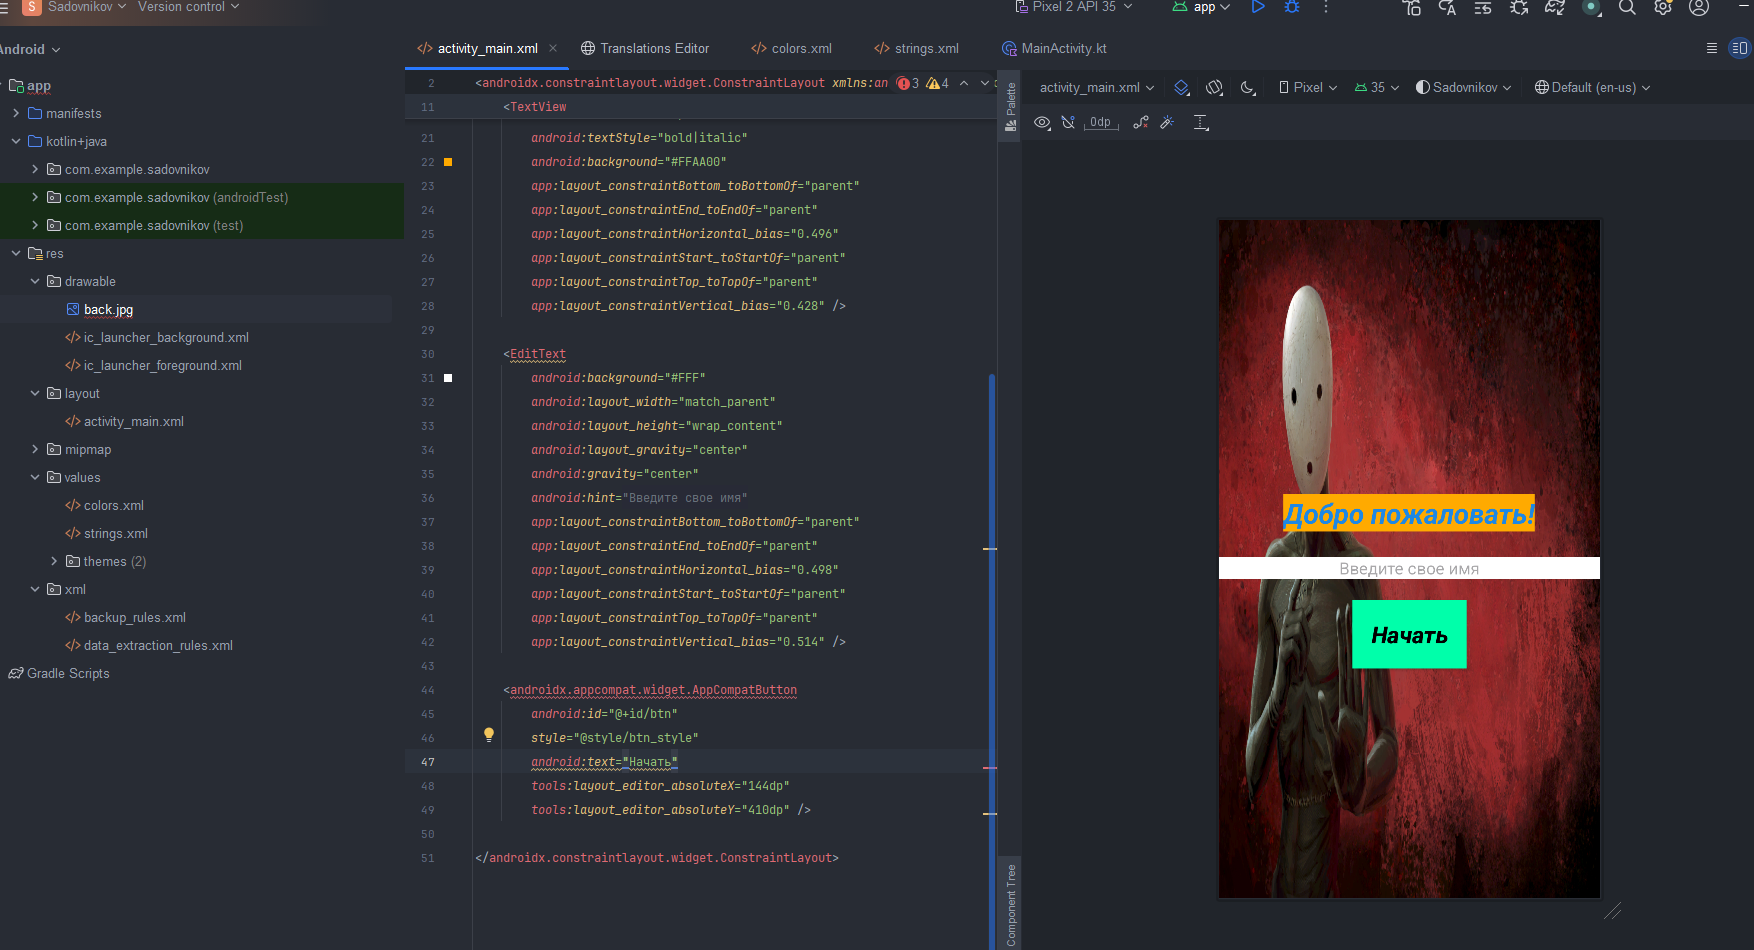 S Sadovnikov Version control Pixel 2 API 35 app
Android
activity_main.xml Translations Editor colors.xml strings.xml MainActivity.kt
app
manifests
kotlin+java
com.example.sadovnikov
com.example.sadovnikov (androidTest)
com.example.sadovnikov (test)
res
drawable
back.jpg
ic_launcher_background.xml
ic_launcher_foreground.xml
layout
activity_main.xml
mipmap
values
colors.xml
strings.xml
themes (2)
xml
backup_rules.xml
data_extraction_rules.xml
Gradle Scripts
2 <androidx.constraintlayout.widget.ConstraintLayout xmlns:an 3 4
11 <TextView
21 android:textStyle="bold|italic"
22 android:background="#FFAA00"
23 app:layout_constraintBottom_toBottomOf="parent"
24 app:layout_constraintEnd_toEndOf="parent"
25 app:layout_constraintHorizontal_bias="0.496"
26 app:layout_constraintStart_toStartOf="parent"
27 app:layout_constraintTop_toTopOf="parent"
28 app:layout_constraintVertical_bias="0.428" />
29
30 <EditText
31 android:background="#FFF"
32 android:layout_width="match_parent"
33 android:layout_height="wrap_content"
34 android:layout_gravity="center"
35 android:gravity="center"
36 android:hint="Введите свое имя"
37 app:layout_constraintBottom_toBottomOf="parent"
38 app:layout_constraintEnd_toEndOf="parent"
39 app:layout_constraintHorizontal_bias="0.498"
40 app:layout_constraintStart_toStartOf="parent"
41 app:layout_constraintTop_toTopOf="parent"
42 app:layout_constraintVertical_bias="0.514" />
43
44 <androidx.appcompat.widget.AppCompatButton
45 android:id="@+id/btn"
46 style="@style/btn_style"
47 android:text="Начать"
48 tools:layout_editor_absoluteX="144dp"
49 tools:layout_editor_absoluteY="410dp" />
50
51 </androidx.constraintlayout.widget.ConstraintLayout>
Palette
Component Tree
activity_main.xml Pixel 35 Sadovnikov Default (en-us)
0dp
Добро пожаловать!
Введите свое имя
Начать